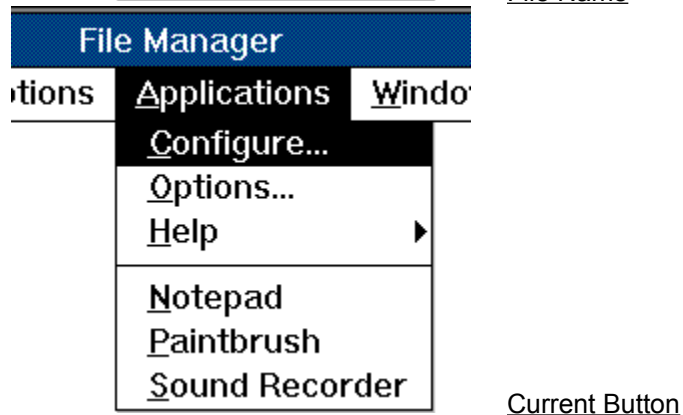 File Name
File Manager
tions Applications Windo
Configure...
Options...
Help
Notepad
Paintbrush
Sound Recorder
Current Button